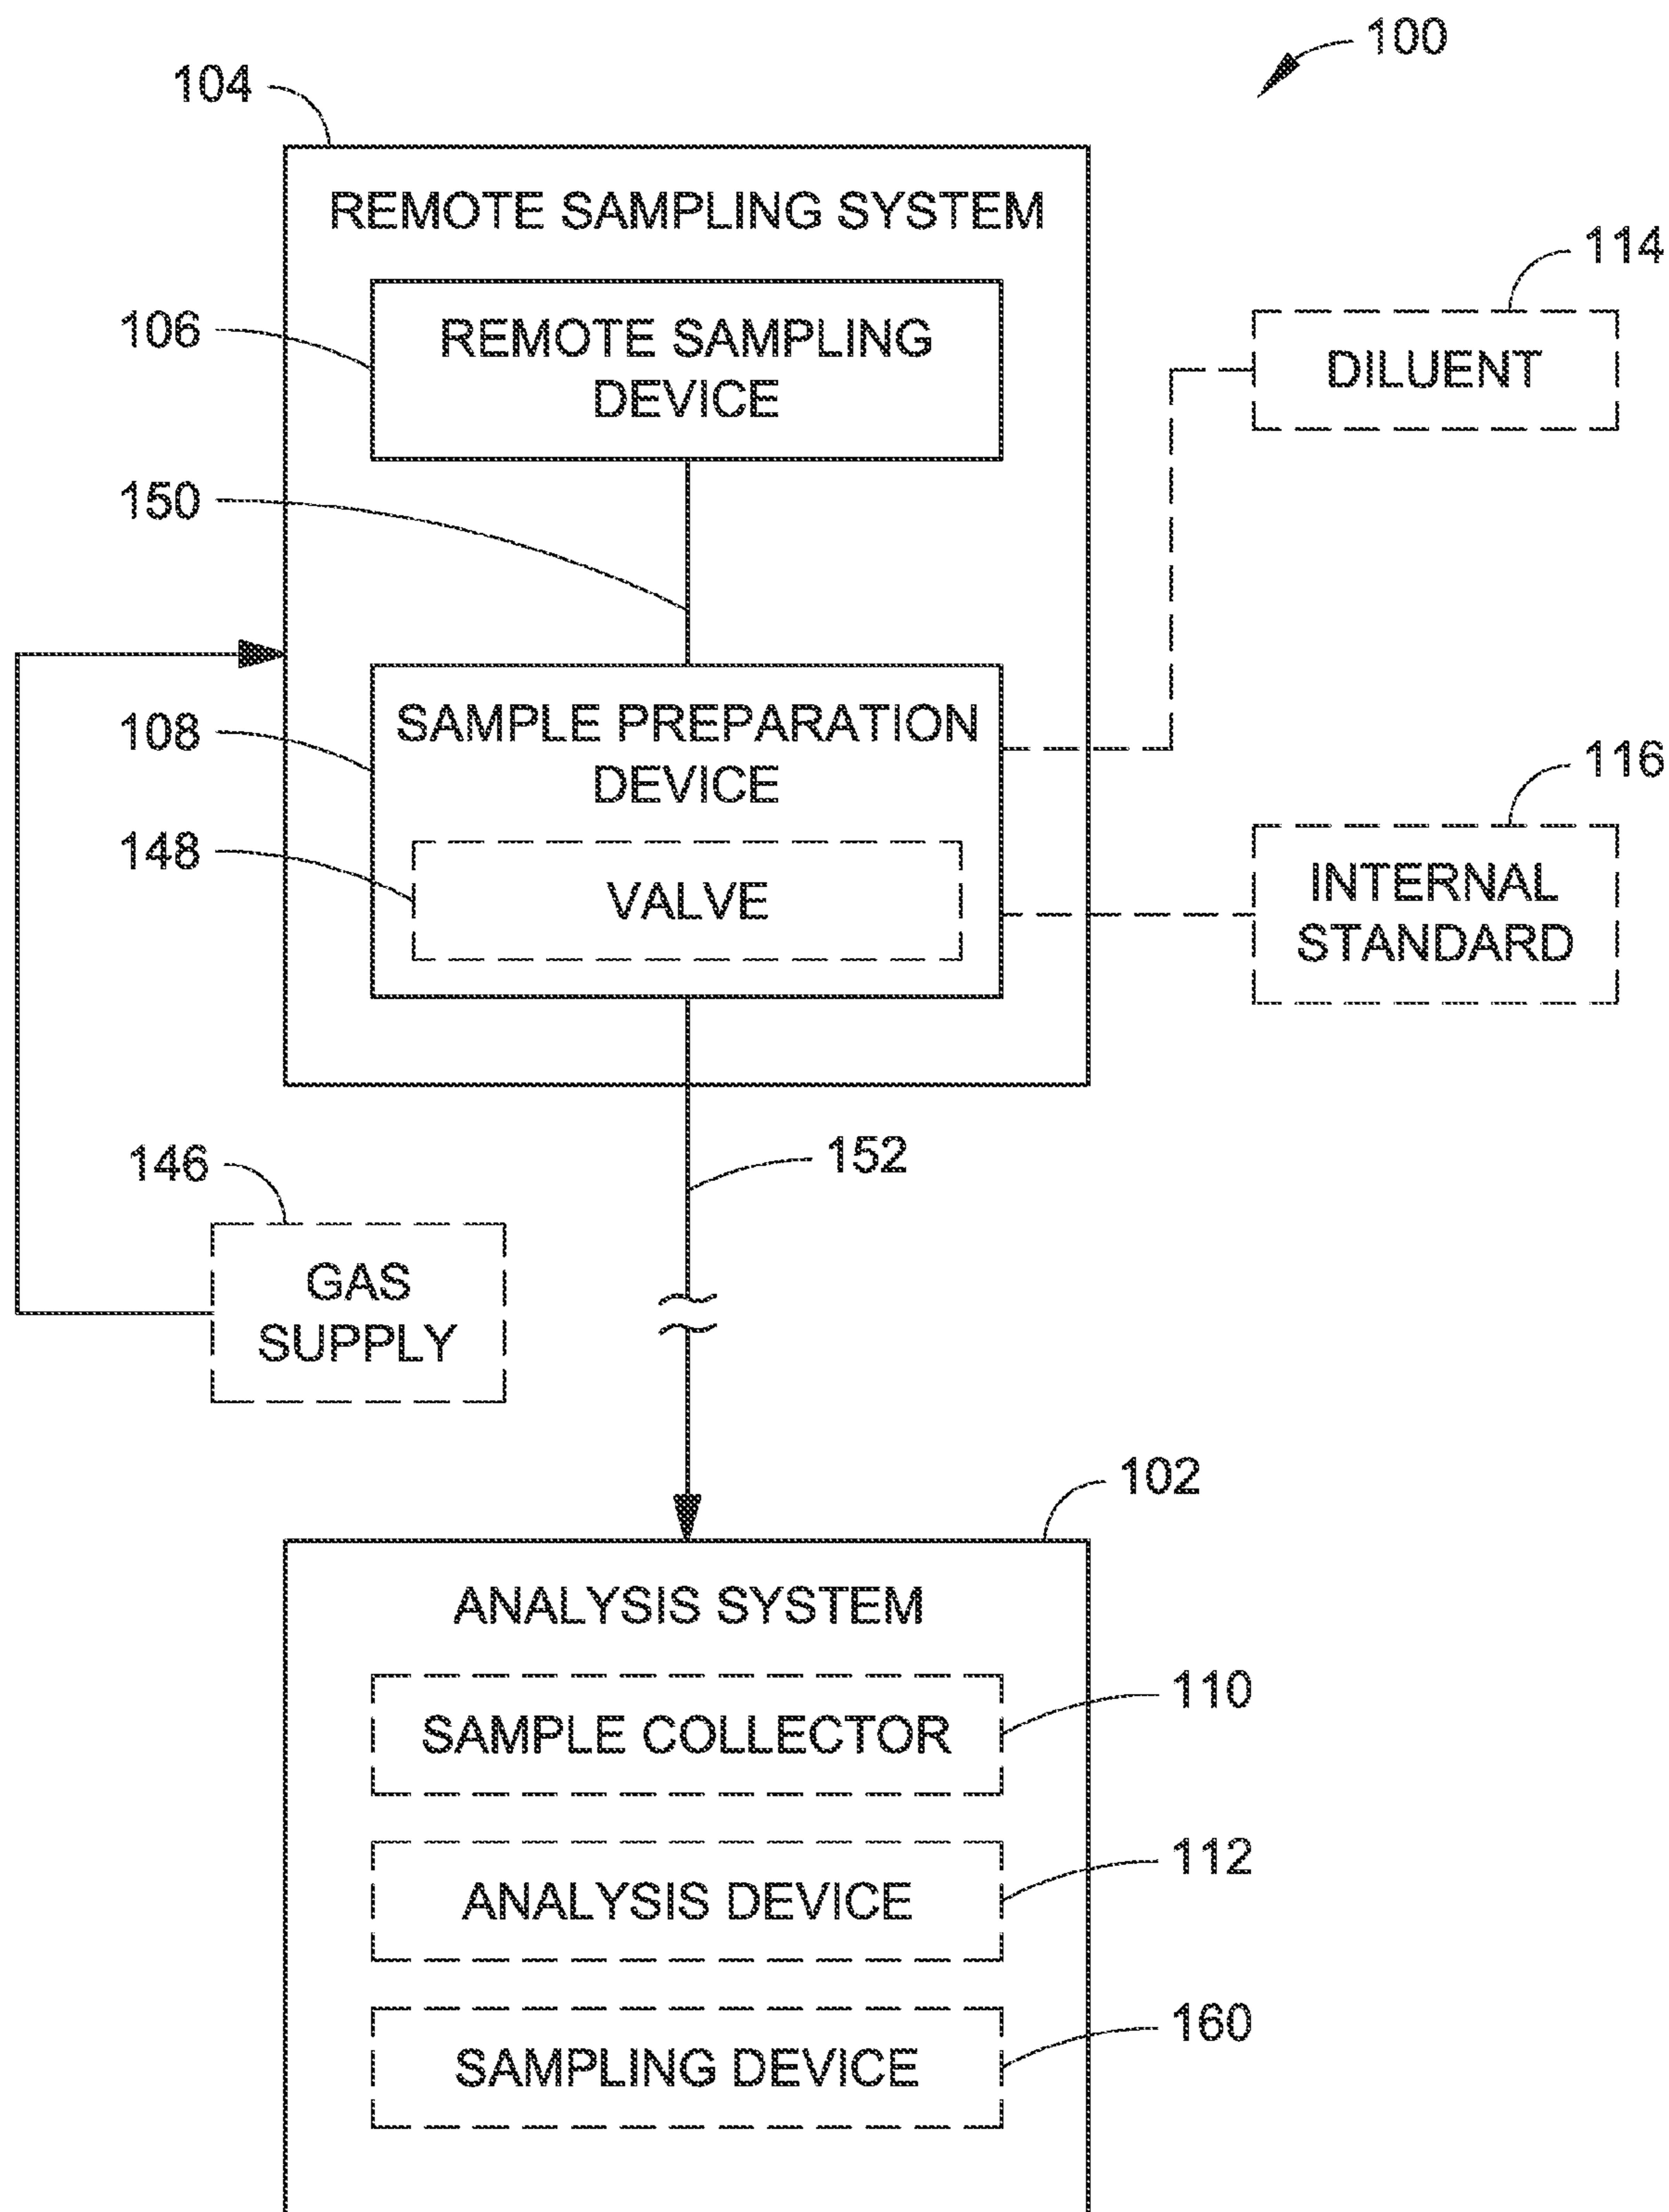 100
104
REMOTE SAMPLING SYSTEM
114
106
REMOTE SAMPLING
DEVICE
DILUENT
150
108
SAMPLE PREPARATION
DEVICE
116
148
VALVE
INTERNAL
STANDARD
146
152
GAS
SUPPLY
102
ANALYSIS SYSTEM
110
SAMPLE COLLECTOR
112
ANALYSIS DEVICE
160
SAMPLING DEVICE